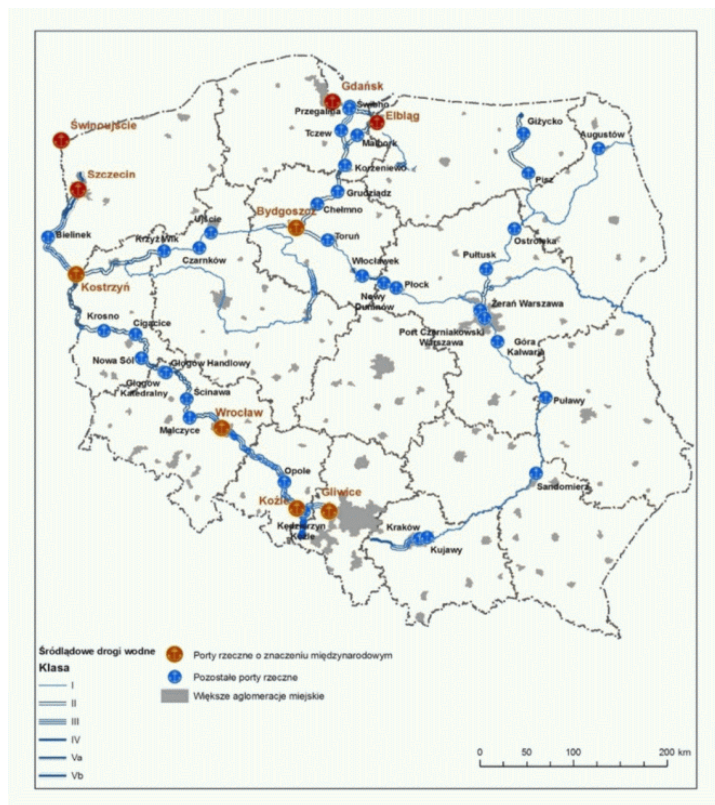 Gdańsk
Świbno
Przegalina
Elbląg
Tczew
Malbork
Giżycko
Augustów
Świnoujście
Korzeniewo
Pisz
Szczecin
Grudziądz
Chełmno
Ujście
Bydgoszcz
Bielinek
Krzyż Wlk
Toruń
Ostrołęka
Czarnków
Włocławek
Pułtusk
Kostrzyń
Nowy
Duninów
Płock
Żerań Warszawa
Krosno
Cigacice
Port Czerniakowski
Warszawa
Góra
Kalwaria
Nowa Sól
Głogów Handlowy
Głogów
Katedralny
Ścinawa
Puławy
Wrocław
Malczyce
Opole
Sandomierz
Koźle
Gliwice
Kędzierzyn
Koźle
Kraków
Kujawy
Śródlądowe drogi wodne
Klasa
I
II
III
IV
Va
Vb
Porty rzeczne o znaczeniu międzynarodowym
Pozostałe porty rzeczne
Większe aglomeracje miejskie
0 50 100 200 km